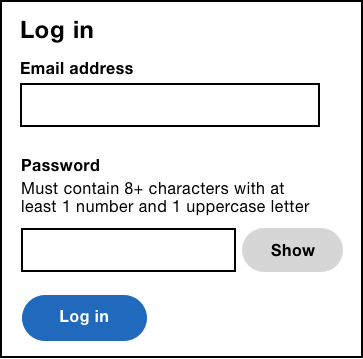 Log in
Email address
Password
Must contain 8+ characters with at
least 1 number and 1 uppercase letter
Show
Log in